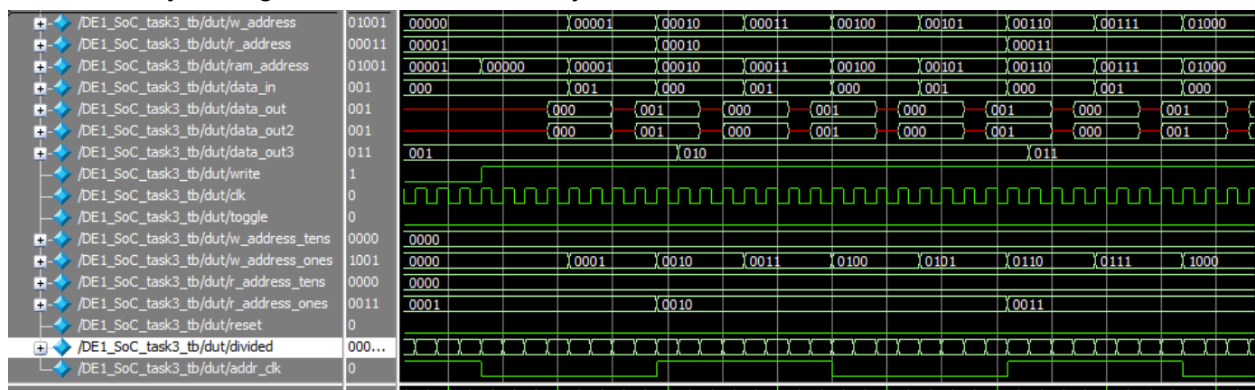 /DE1_SoC_task3_tb/dut/w_address 01001 00000 00001 00010 00011 00100 00101 00110 00111 01000
/DE1_SoC_task3_tb/dut/r_address 00011 00001 00010 00011
/DE1_SoC_task3_tb/dut/ram_address 01001 00001 00000 00001 00010 00011 00100 00101 00110 00111 01000
/DE1_SoC_task3_tb/dut/data_in 001 000 001 000 001 000 001 000 001 000
/DE1_SoC_task3_tb/dut/data_out 001 000 001 000 001 000 001 000 001
/DE1_SoC_task3_tb/dut/data_out2 001 000 001 000 001 000 001 000 001
/DE1_SoC_task3_tb/dut/data_out3 011 001 010 011
/DE1_SoC_task3_tb/dut/write 1
/DE1_SoC_task3_tb/dut/clk 0
/DE1_SoC_task3_tb/dut/toggle 0
/DE1_SoC_task3_tb/dut/w_address_tens 0000 0000
/DE1_SoC_task3_tb/dut/w_address_ones 1001 0000 0001 0010 0011 0100 0101 0110 0111 1000
/DE1_SoC_task3_tb/dut/r_address_tens 0000 0000
/DE1_SoC_task3_tb/dut/r_address_ones 0011 0001 0010 0011
/DE1_SoC_task3_tb/dut/reset 0
/DE1_SoC_task3_tb/dut/divided 000...
/DE1_SoC_task3_tb/dut/addr_clk 0